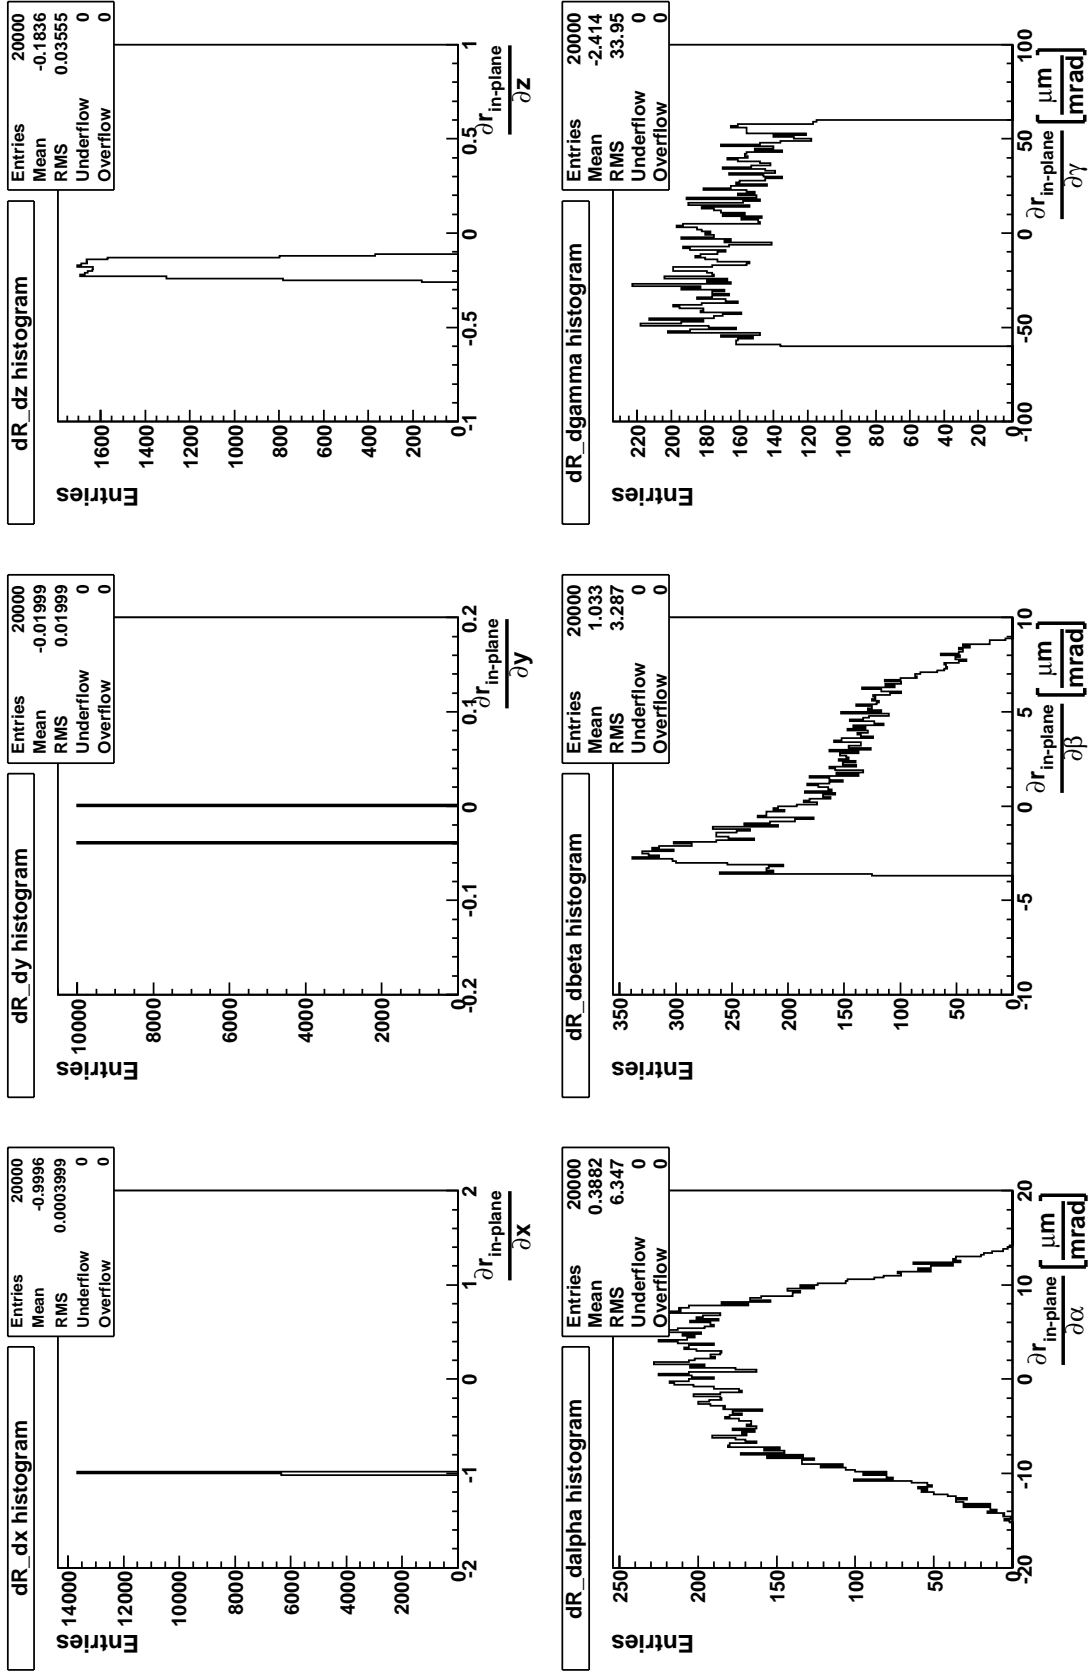 dR_dx histogram
Entries 20000
Mean -0.9996
RMS 0.0003999
Underflow 0
Overflow 0
Entries
14000
12000
10000
8000
6000
4000
2000
0
-2 -1 0 1 2
∂r in-plane
∂x
dR_dy histogram
Entries 20000
Mean -0.01999
RMS 0.01999
Underflow 0
Overflow 0
Entries
10000
8000
6000
4000
2000
0
-0.2 -0.1 0 0.1 0.2
∂r in-plane
∂y
dR_dz histogram
Entries 20000
Mean -0.1836
RMS 0.03555
Underflow 0
Overflow 0
Entries
1600
1400
1200
1000
800
600
400
200
0
-1 -0.5 0 0.5 1
∂r in-plane
∂z
dR_dalpha histogram
Entries 20000
Mean 0.3882
RMS 6.347
Underflow 0
Overflow 0
Entries
250
200
150
100
50
0
-20 -10 0 10 20
∂r in-plane [μm
∂α mrad]
dR_dbeta histogram
Entries 20000
Mean 1.033
RMS 3.287
Underflow 0
Overflow 0
Entries
350
300
250
200
150
100
50
0
-10 -5 0 5 10
∂r in-plane [μm
∂β mrad]
dR_dgamma histogram
Entries 20000
Mean -2.414
RMS 33.95
Underflow 0
Overflow 0
Entries
220
200
180
160
140
120
100
80
60
40
20
0
-100 -50 0 50 100
∂r in-plane [μm
∂γ mrad]